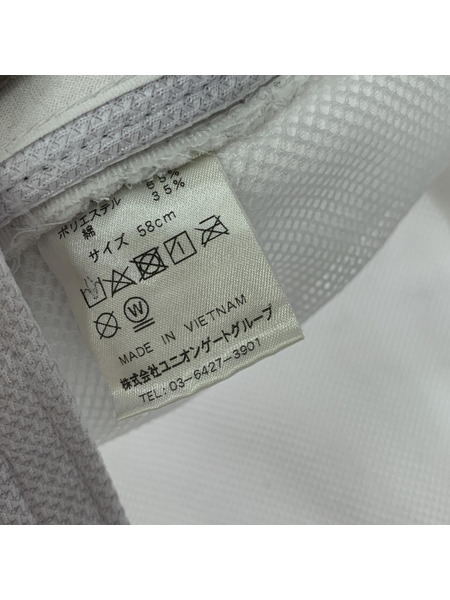 ポリエステル 65%
綿 35%
サイズ 58cm
W
MADE IN VIETNAM
株式会社ユニオンゲートグループ
TEL: 03-6427-3901